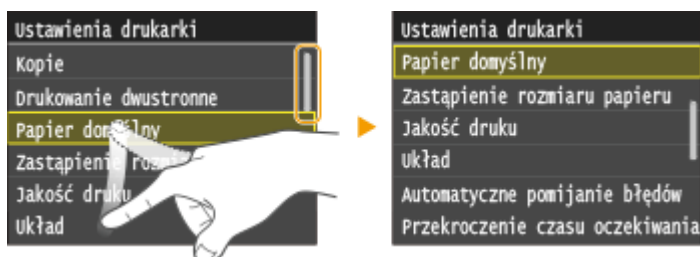 Ustawienia drukarki
Kopie
Drukowanie dwustronne
Papier domyślny
Zastąpienie
Jakość druku
Układ
Ustawienia drukarki
Papier domyślny
Zastąpienie rozmiaru papieru
Jakość druku
Układ
Automatyczne pomijanie błędów
Przekroczenie czasu oczekiwania